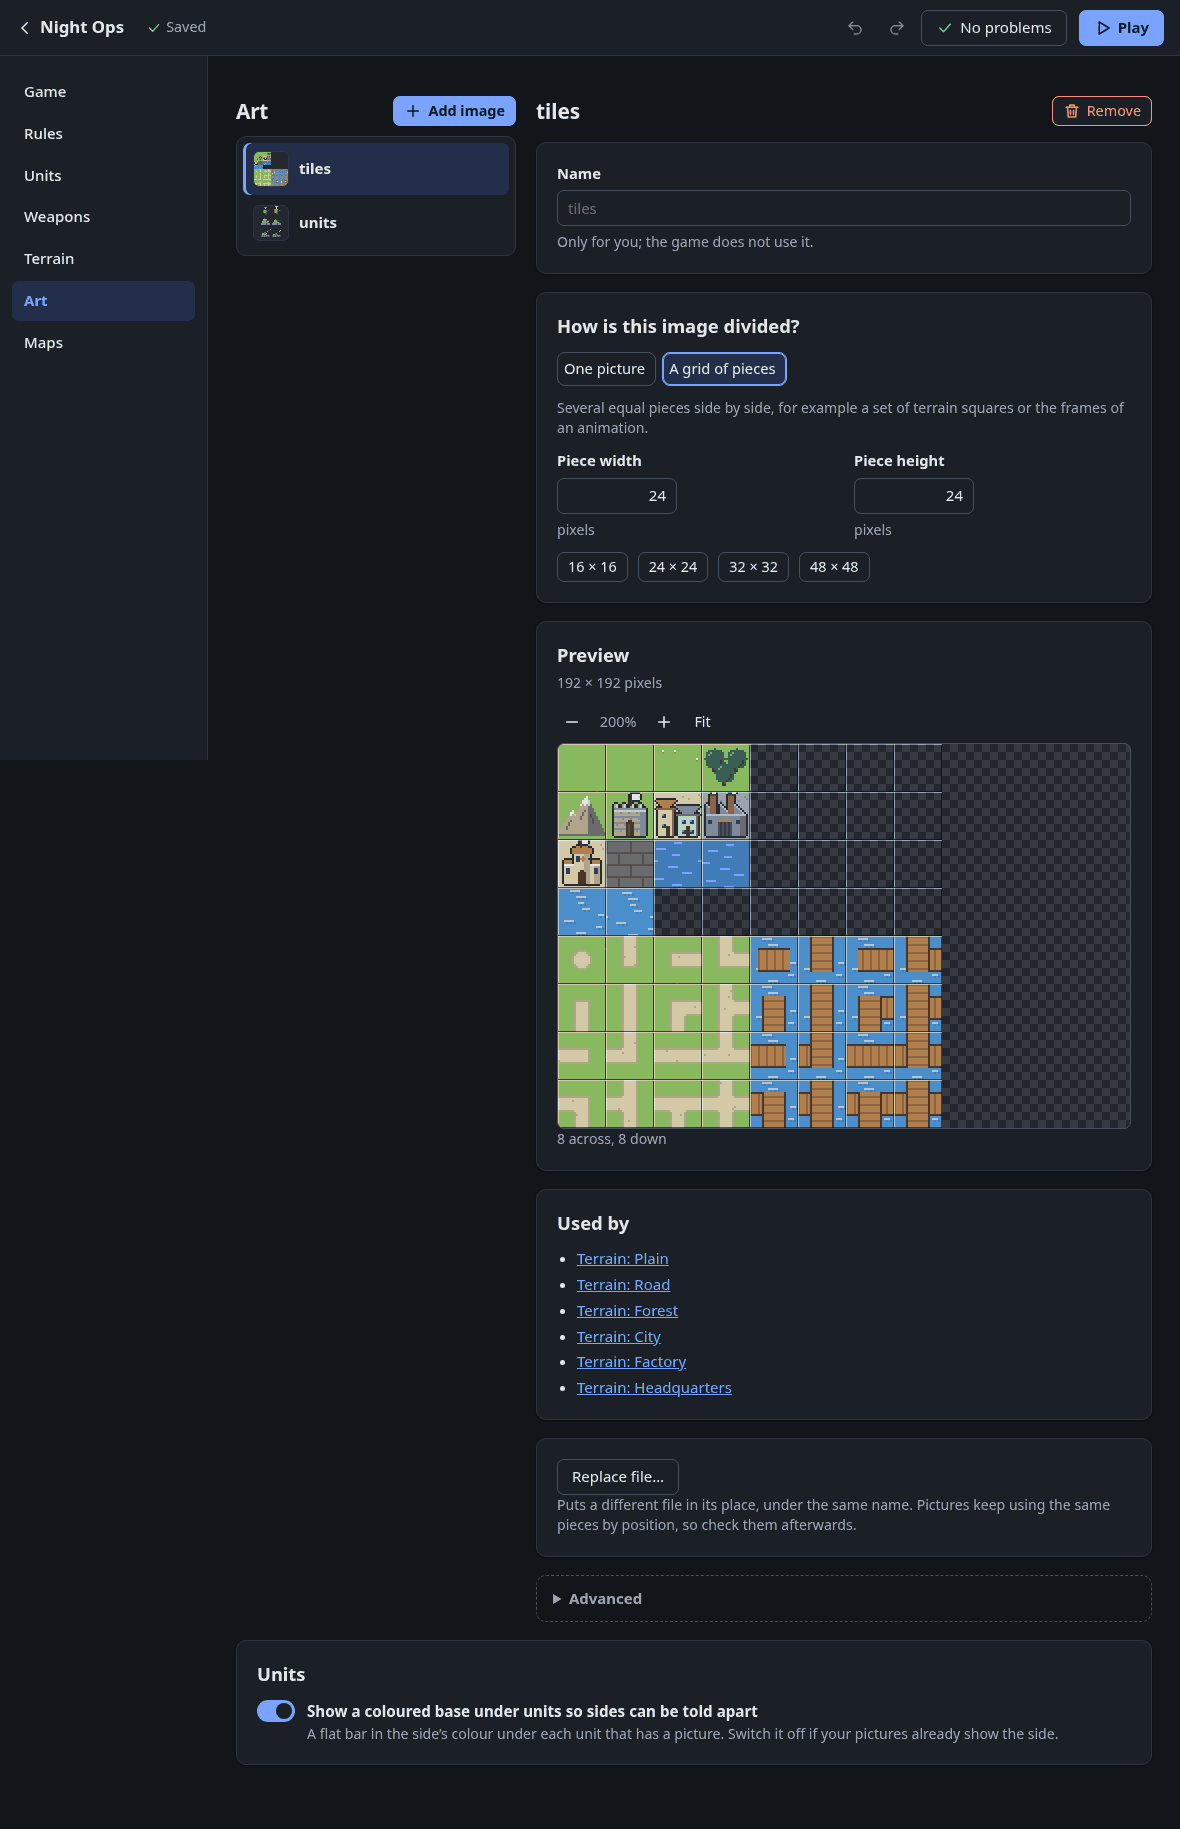 Night Ops
Saved
No problems
Play
Game
Rules
Units
Weapons
Terrain
Art
Maps
Art
Add image
tiles
units
tiles
Remove
Name
tiles
Only for you; the game does not use it.
How is this image divided?
One picture
A grid of pieces
Several equal pieces side by side, for example a set of terrain squares or the frames of
an animation.
Piece width
Piece height
24
24
pixels
pixels
16 × 16
24 × 24
32 × 32
48 × 48
Preview
192 × 192 pixels
200%
Fit
8 across, 8 down
Used by
Terrain: Plain
Terrain: Road
Terrain: Forest
Terrain: City
Terrain: Factory
Terrain: Headquarters
Replace file...
Puts a different file in its place, under the same name. Pictures keep using the same
pieces by position, so check them afterwards.
Advanced
Units
Show a coloured base under units so sides can be told apart
A flat bar in the side’s colour under each unit that has a picture. Switch it off if your pictures already show the side.